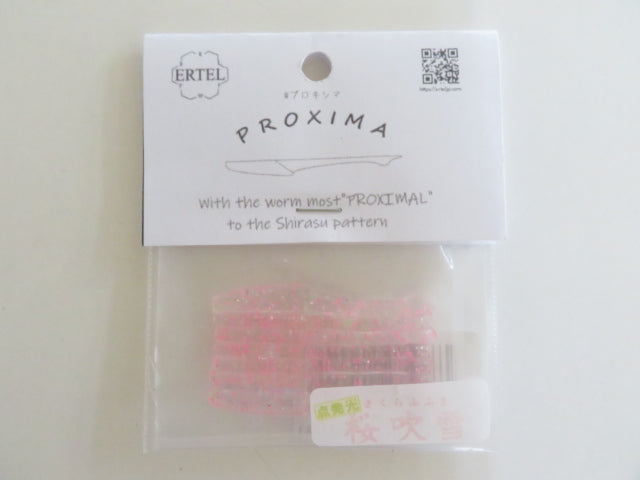 ERTEL
#プロキシマ
PROXIMA
With the worm most"PROXIMAL"
to the Shirasu pattern
点発光
さくらふぶき
桜吹雪